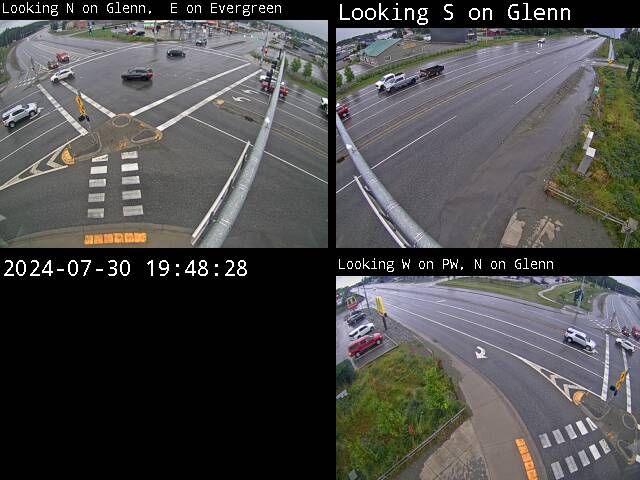 Looking N on Glenn,  E on Evergreen
Looking S on Glenn
2024-07-30 19:48:28
Looking W on PW, N on Glenn